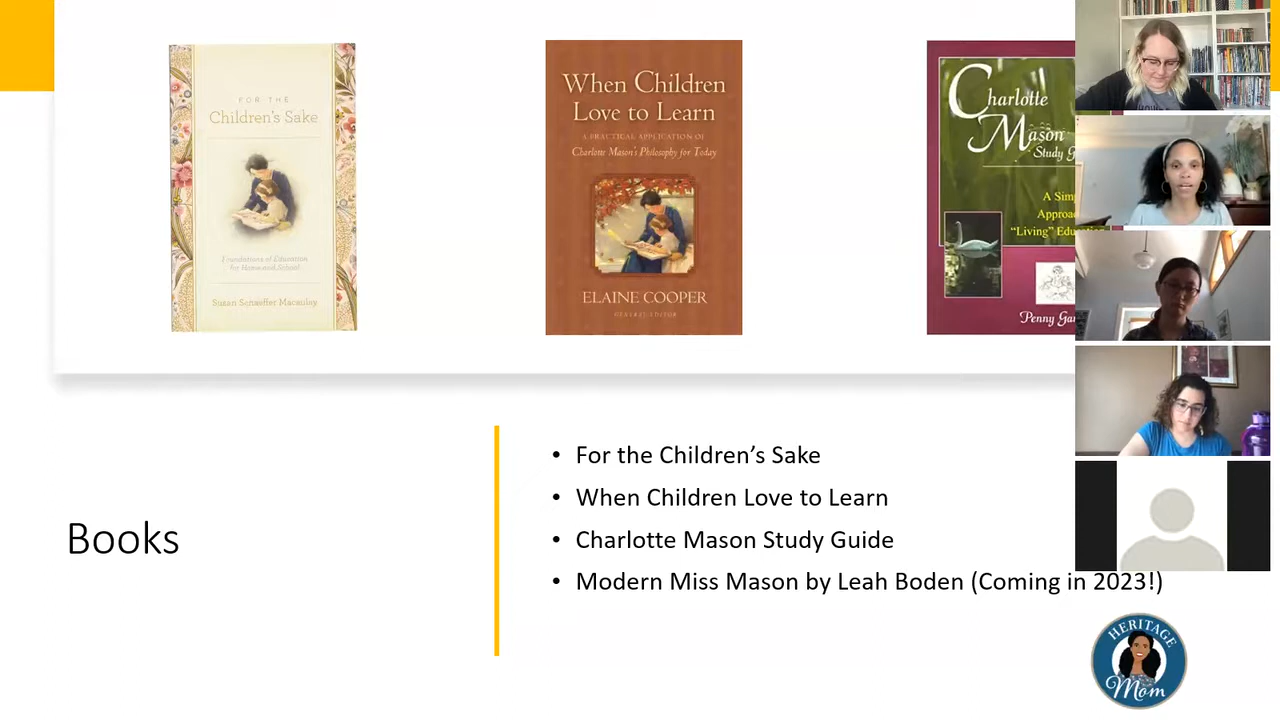 FOR THE
Children's Sake
Foundations of Education
for Home and School
Susan Schaeffer Macaulay
When Children
Love to Learn
A PRACTICAL APPLICATION OF
Charlotte Mason's Philosophy for Today
ELAINE COOPER
GENERAL EDITOR
Charlotte
Mason
Study G
A Sim
Approa
"Living" Education
Penny Gar
Books
• For the Children's Sake
• When Children Love to Learn
• Charlotte Mason Study Guide
• Modern Miss Mason by Leah Boden (Coming in 2023!)
HERITAGE
Mom